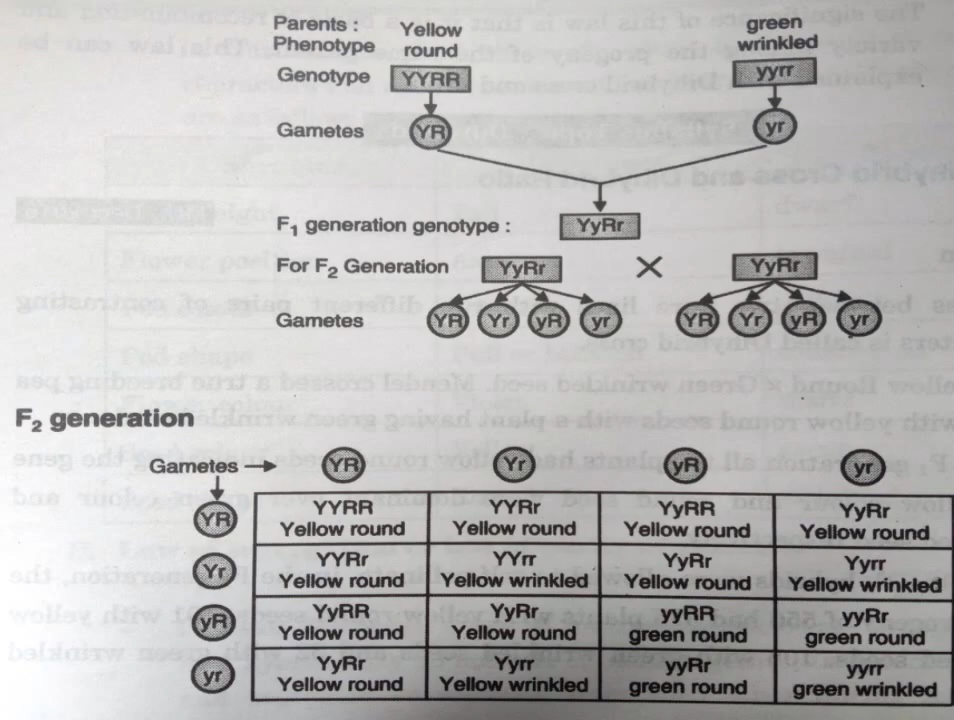 Parents :
Phenotype Yellow round green wrinkled
Genotype YYRR yyrr
Gametes YR yr
F₁ generation genotype : YyRr
For F₂ Generation YyRr × YyRr
Gametes YR Yr yR yr YR Yr yR yr
F₂ generation
Gametes → YR Yr yR yr
YR YYRR YYRr YyRR YyRr
Yellow round Yellow round Yellow round Yellow round
Yr YYRr YYrr YyRr Yyrr
Yellow round Yellow wrinkled Yellow round Yellow wrinkled
yR YyRR YyRr yyRR yyRr
Yellow round Yellow round green round green round
yr YyRr Yyrr yyRr yyrr
Yellow round Yellow wrinkled green round green wrinkled